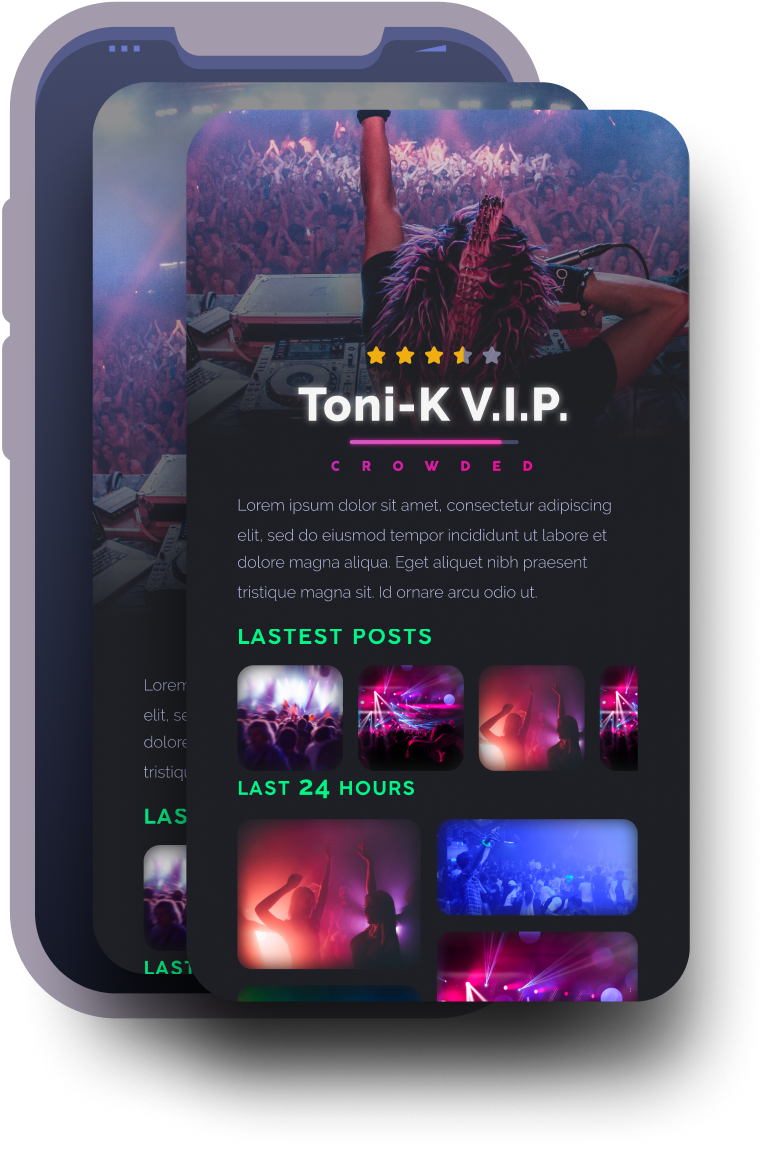 Toni-K V.I.P.
CROWDED
Lorem ipsum dolor sit amet, consectetur adipiscing
elit, sed do eiusmod tempor incididunt ut labore et
dolore magna aliqua. Eget aliquet nibh praesent
tristique magna sit. Id ornare arcu odio ut.
LASTEST POSTS
LAST 24 HOURS
Lorem
elit, se
dolore
tristiqu
LAS
LAST